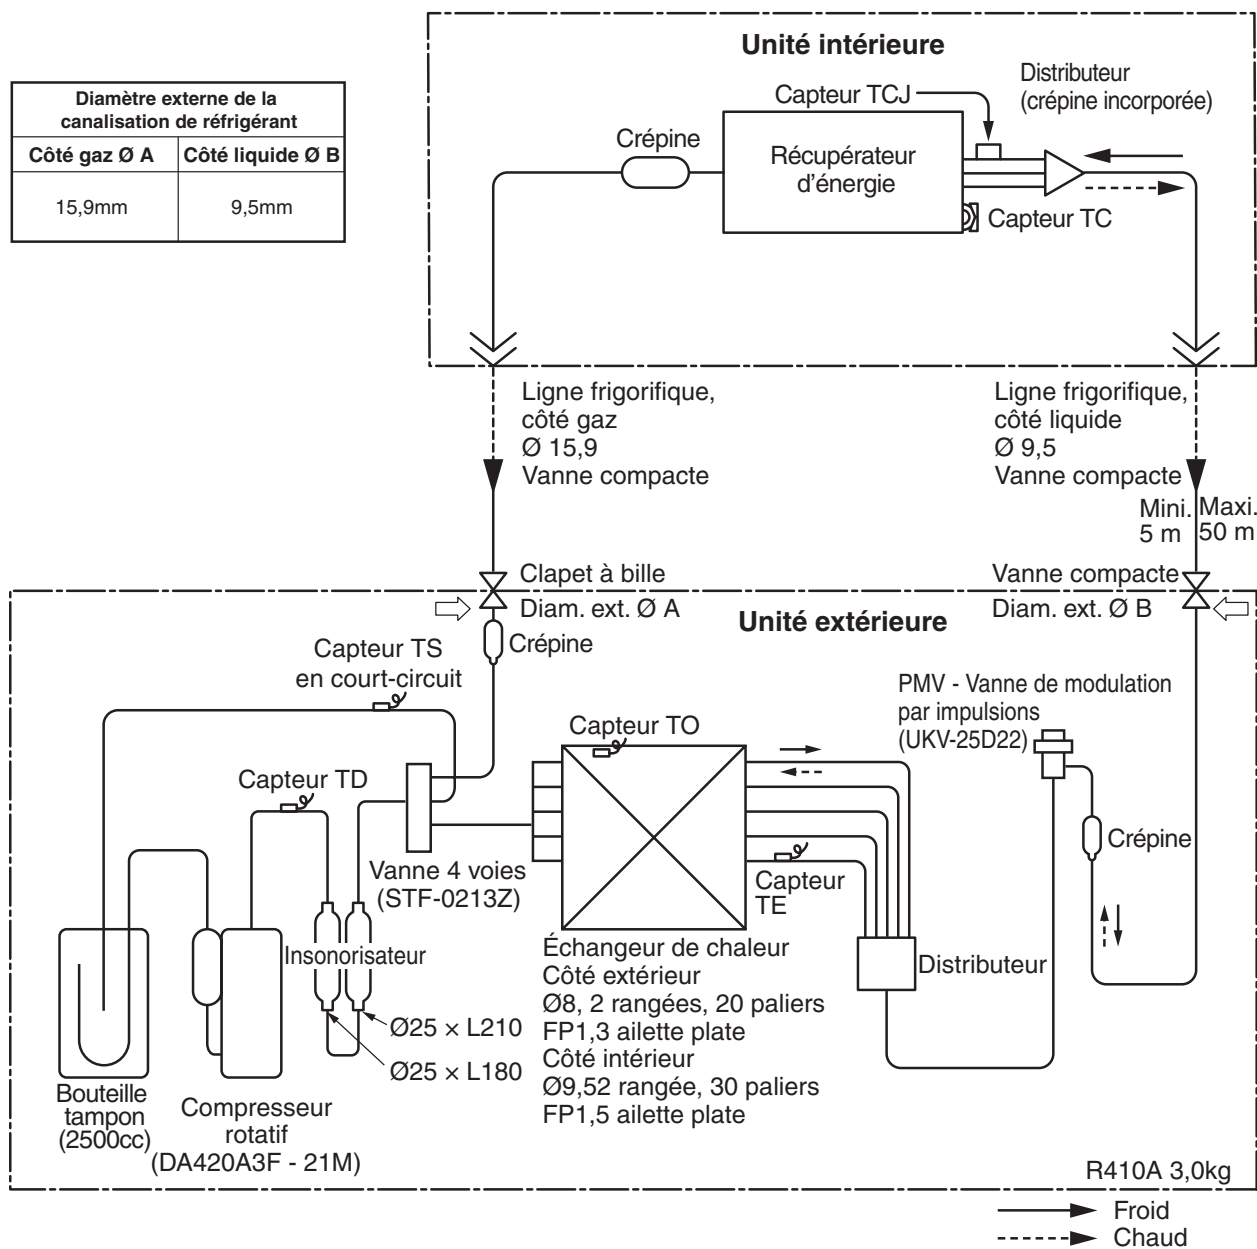 Unité intérieure
Diamètre externe de la
canalisation de réfrigérant
Côté gaz Ø A
Côté liquide Ø B
15,9mm
9,5mm
Distributeur
(crépine incorporée)
Capteur TCJ
Crépine
Récupérateur
d'énergie
Capteur TC
Ligne frigorifique,
côté gaz
Ø 15,9
Vanne compacte
Ligne frigorifique,
côté liquide
Ø 9,5
Vanne compacte
Mini.
5 m
Maxi.
50 m
Clapet à bille
Diam. ext. Ø A
Vanne compacte
Diam. ext. Ø B
Unité extérieure
Crépine
Capteur TS
en court-circuit
PMV - Vanne de modulation
par impulsions
(UKV-25D22)
Capteur TO
Capteur TD
Crépine
Vanne 4 voies
(STF-0213Z)
Capteur
TE
Insonorisateur
Distributeur
Échangeur de chaleur
Côté extérieur
Ø8, 2 rangées, 20 paliers
FP1,3 ailette plate
Côté intérieur
Ø9,52 rangée, 30 paliers
FP1,5 ailette plate
Ø25 × L210
Ø25 × L180
Bouteille
tampon
(2500cc)
Compresseur
rotatif
(DA420A3F - 21M)
R410A 3,0kg
Froid
Chaud